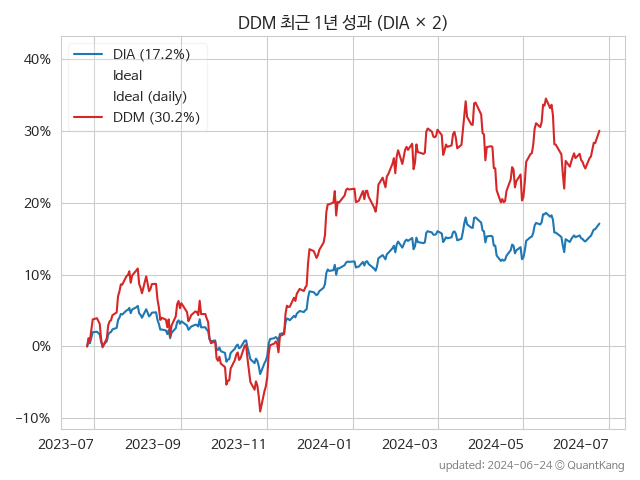 DDM 최근 1년 성과 (DIA × 2)
DIA (17.2%)
Ideal
Ideal (daily)
DDM (30.2%)
40%
30%
20%
10%
0%
−10%
2023-07 2023-09 2023-11 2024-01 2024-03 2024-05 2024-07
updated: 2024-06-24 © QuantKang